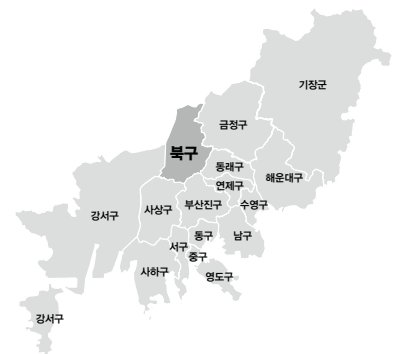 기장군
금정구
북구
동래구
해운대구
연제구
부산진구
수영구
강서구
사상구
동구
남구
서구
중구
사하구
영도구
강서구